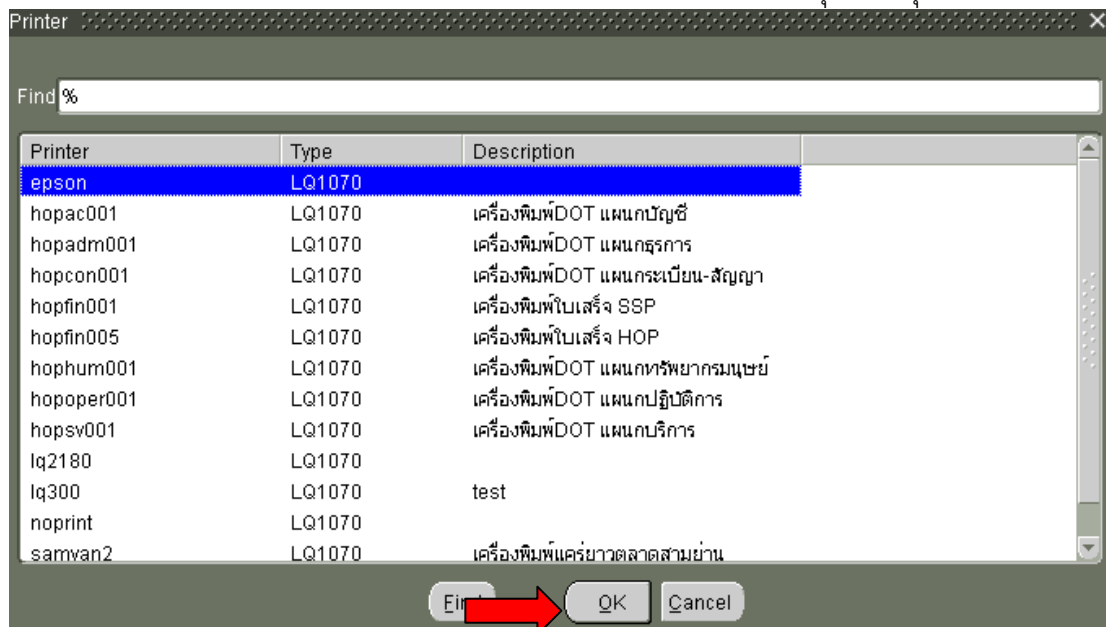 Printer
Find %
Printer Type Description
epson LQ1070
hopac001 LQ1070 เครื่องพิมพ์DOT แผนกบัญชี
hopadm001 LQ1070 เครื่องพิมพ์DOT แผนกธุรการ
hopcon001 LQ1070 เครื่องพิมพ์DOT แผนกระเบียน-สัญญา
hopfin001 LQ1070 เครื่องพิมพ์ใบเสร็จ SSP
hopfin005 LQ1070 เครื่องพิมพ์ใบเสร็จ HOP
hophum001 LQ1070 เครื่องพิมพ์DOT แผนกทรัพยากรมนุษย์
hopoper001 LQ1070 เครื่องพิมพ์DOT แผนกปฏิบัติการ
hopsv001 LQ1070 เครื่องพิมพ์DOT แผนกบริการ
lq2180 LQ1070
lq300 LQ1070 test
noprint LQ1070
samyan2 LQ1070 เครื่องพิมพ์แคร่ยาวตลาดสามย่าน
OK Cancel